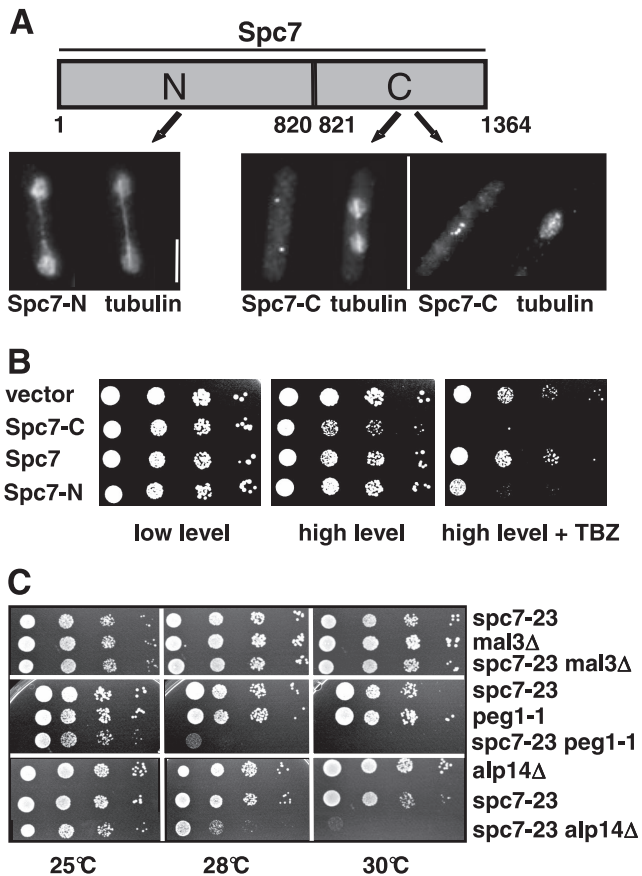 A
Spc7
N C
1 820 821 1364
Spc7-N tubulin Spc7-C tubulin Spc7-C tubulin
B
vector
Spc7-C
Spc7
Spc7-N
low level high level high level + TBZ
C
spc7-23
mal3Δ
spc7-23 mal3Δ
spc7-23
peg1-1
spc7-23 peg1-1
alp14Δ
spc7-23
spc7-23 alp14Δ
25°C 28°C 30°C